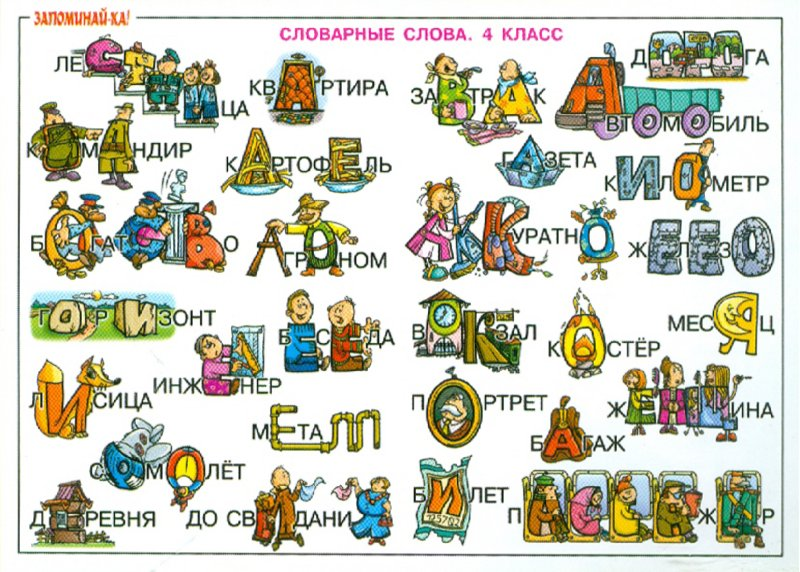 ЗАПОМИНАЙ-КА!
СЛОВАРНЫЕ СЛОВА. 4 КЛАСС
ЛЕСТНИЦА
КВАРТИРА
ЗАВТРАК
АВТОМОБИЛЬ
ДОРОГА
КОМАНДИР
КАРТОФЕЛЬ
ГАЗЕТА
КИЛОМЕТР
БОГАТСТВО
АГРОНОМ
АККУРАТНО
ЖЕЛЕЗО
ГОРИЗОНТ
ИНЖЕНЕР
БЕСЕДА
ВОКЗАЛ
КОСТЁР
МЕСЯЦ
ЛИСИЦА
МЕТАЛЛ
ПОРТРЕТ
БАГАЖ
ЖЕНЩИНА
САМОЛЁТ
ДЕРЕВНЯ
ДО СВИДАНИЯ
БИЛЕТ
125702
ПАССАЖИР